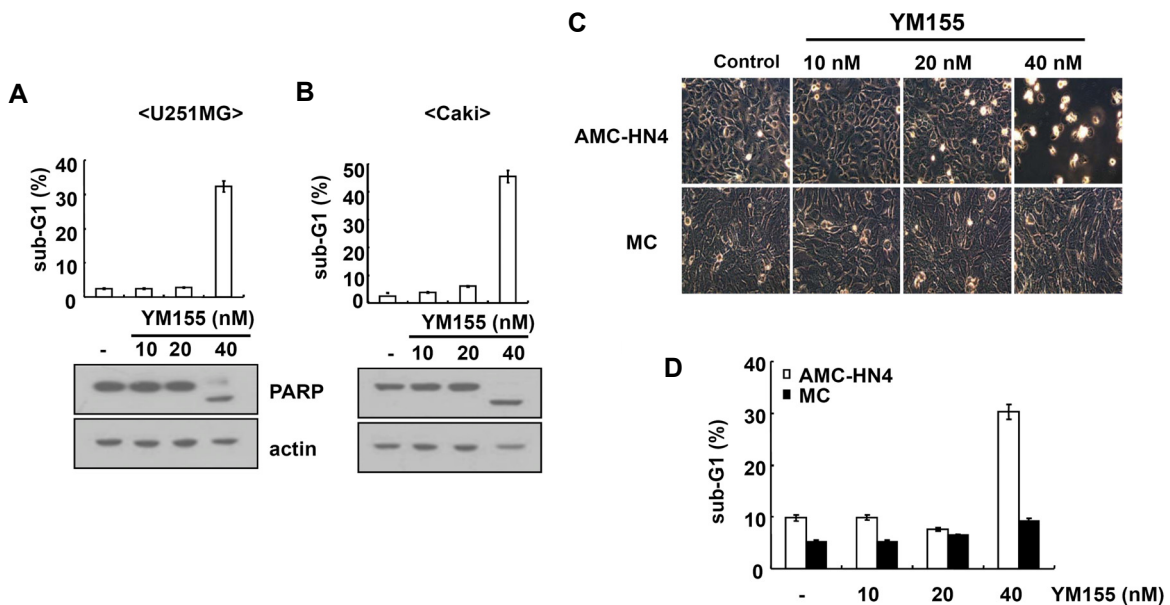 A
<U251MG>
sub-G1 (%)
40
30
20
10
0
YM155 (nM)
- 10 20 40
PARP
actin
B
<Caki>
sub-G1 (%)
50
40
30
20
10
0
YM155 (nM)
- 10 20 40
C
YM155
Control 10 nM 20 nM 40 nM
AMC-HN4
MC
D
AMC-HN4
MC
sub-G1 (%)
40
30
20
10
0
- 10 20 40 YM155 (nM)